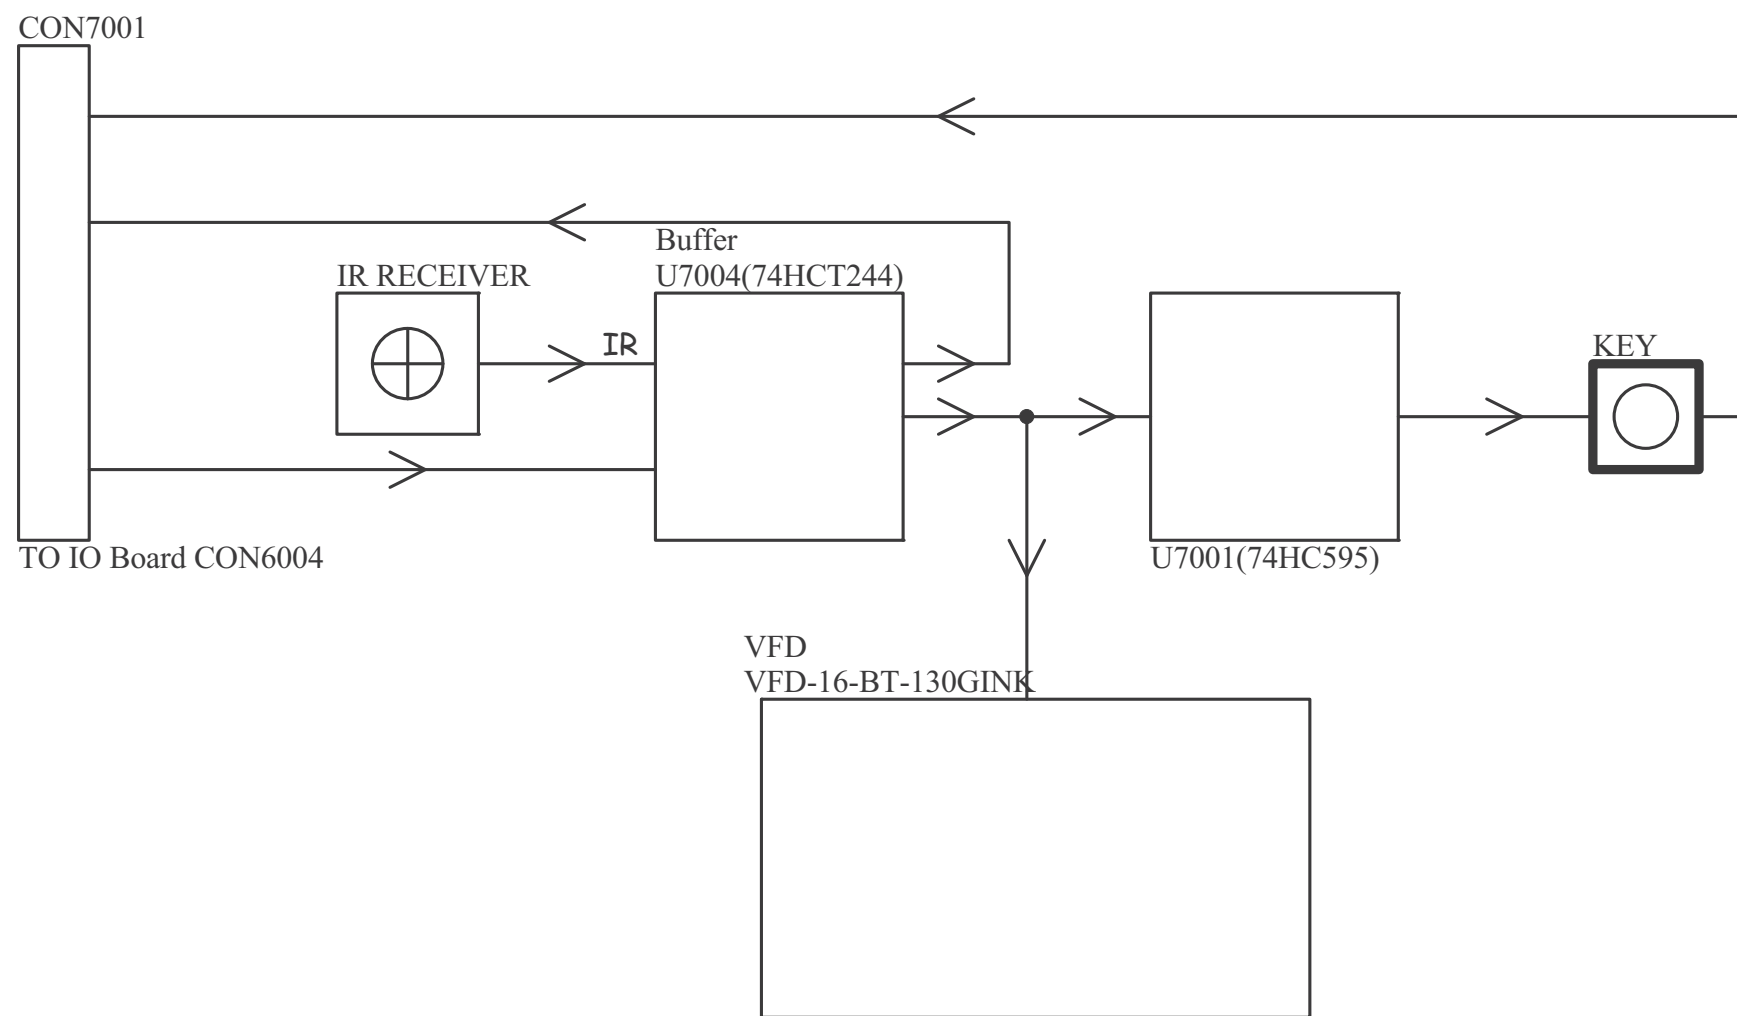 CON7001
Buffer
U7004(74HCT244)
IR RECEIVER
IR
KEY
TO IO Board CON6004
U7001(74HC595)
VFD
VFD-16-BT-130GINK